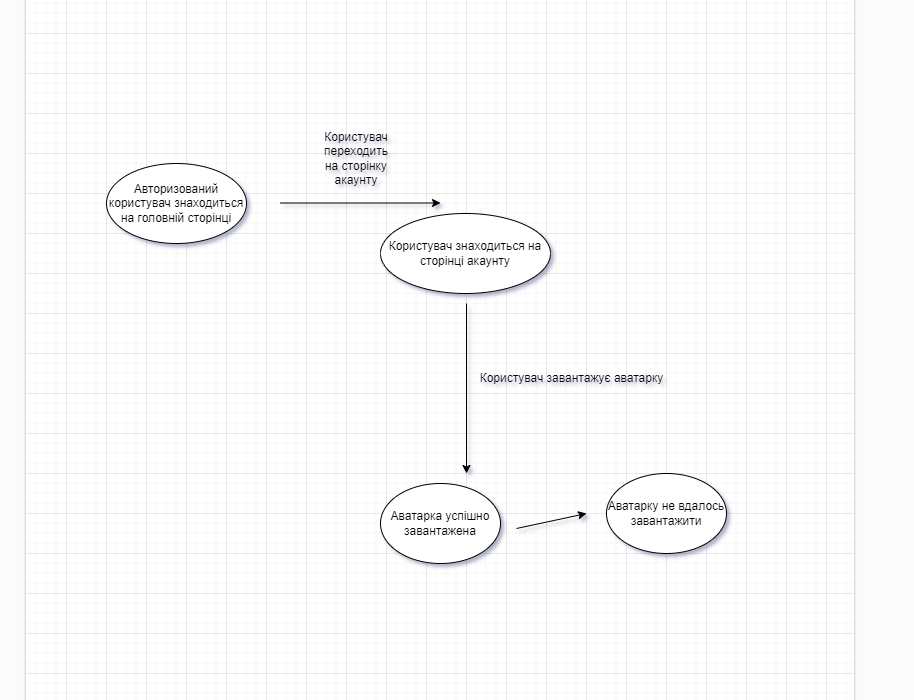 Користувач
переходить
на сторінку
акаунту
Авторизований
користувач знаходиться
на головній сторінці
Користувач знаходиться на
сторінці акаунту
Користувач завантажує аватарку
Аватарка успішно
завантажена
Аватарку не вдалось
завантажити